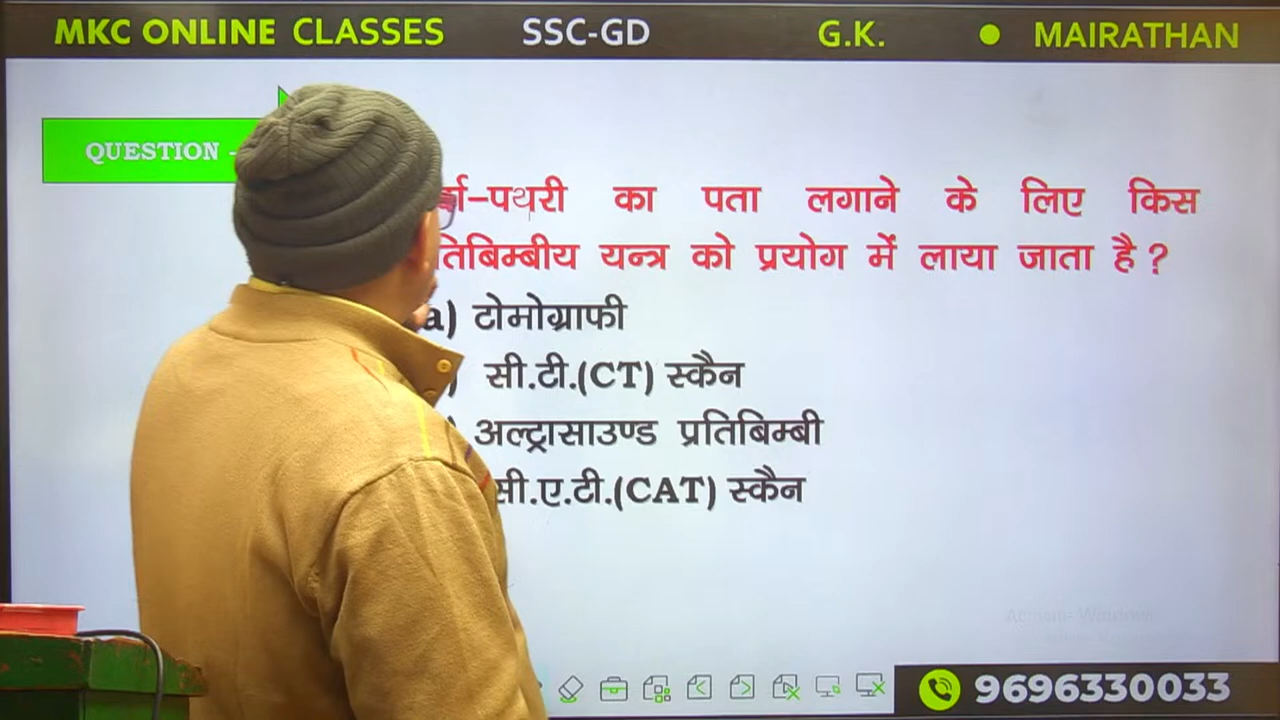 MKC ONLINE CLASSES SSC-GD G.K. ● MAIRATHAN
QUESTION -
-पथरी का पता लगाने के लिए किस
तिबिम्बीय यन्त्र को प्रयोग में लाया जाता है ?
a) टोमोग्राफी
) सी.टी.(CT) स्कैन
) अल्ट्रासाउण्ड प्रतिबिम्बी
सी.ए.टी.(CAT) स्कैन
9696330033